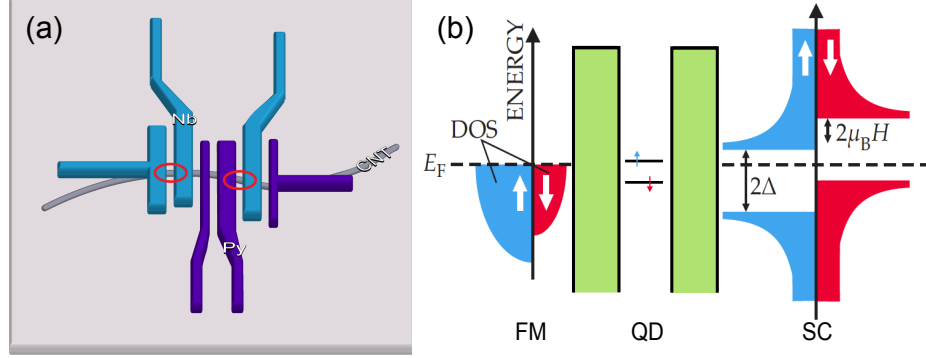 (a)
Nb
CNT
Py
(b)
ENERGY
DOS
E_F
2μ_BH
2Δ
FM
QD
SC